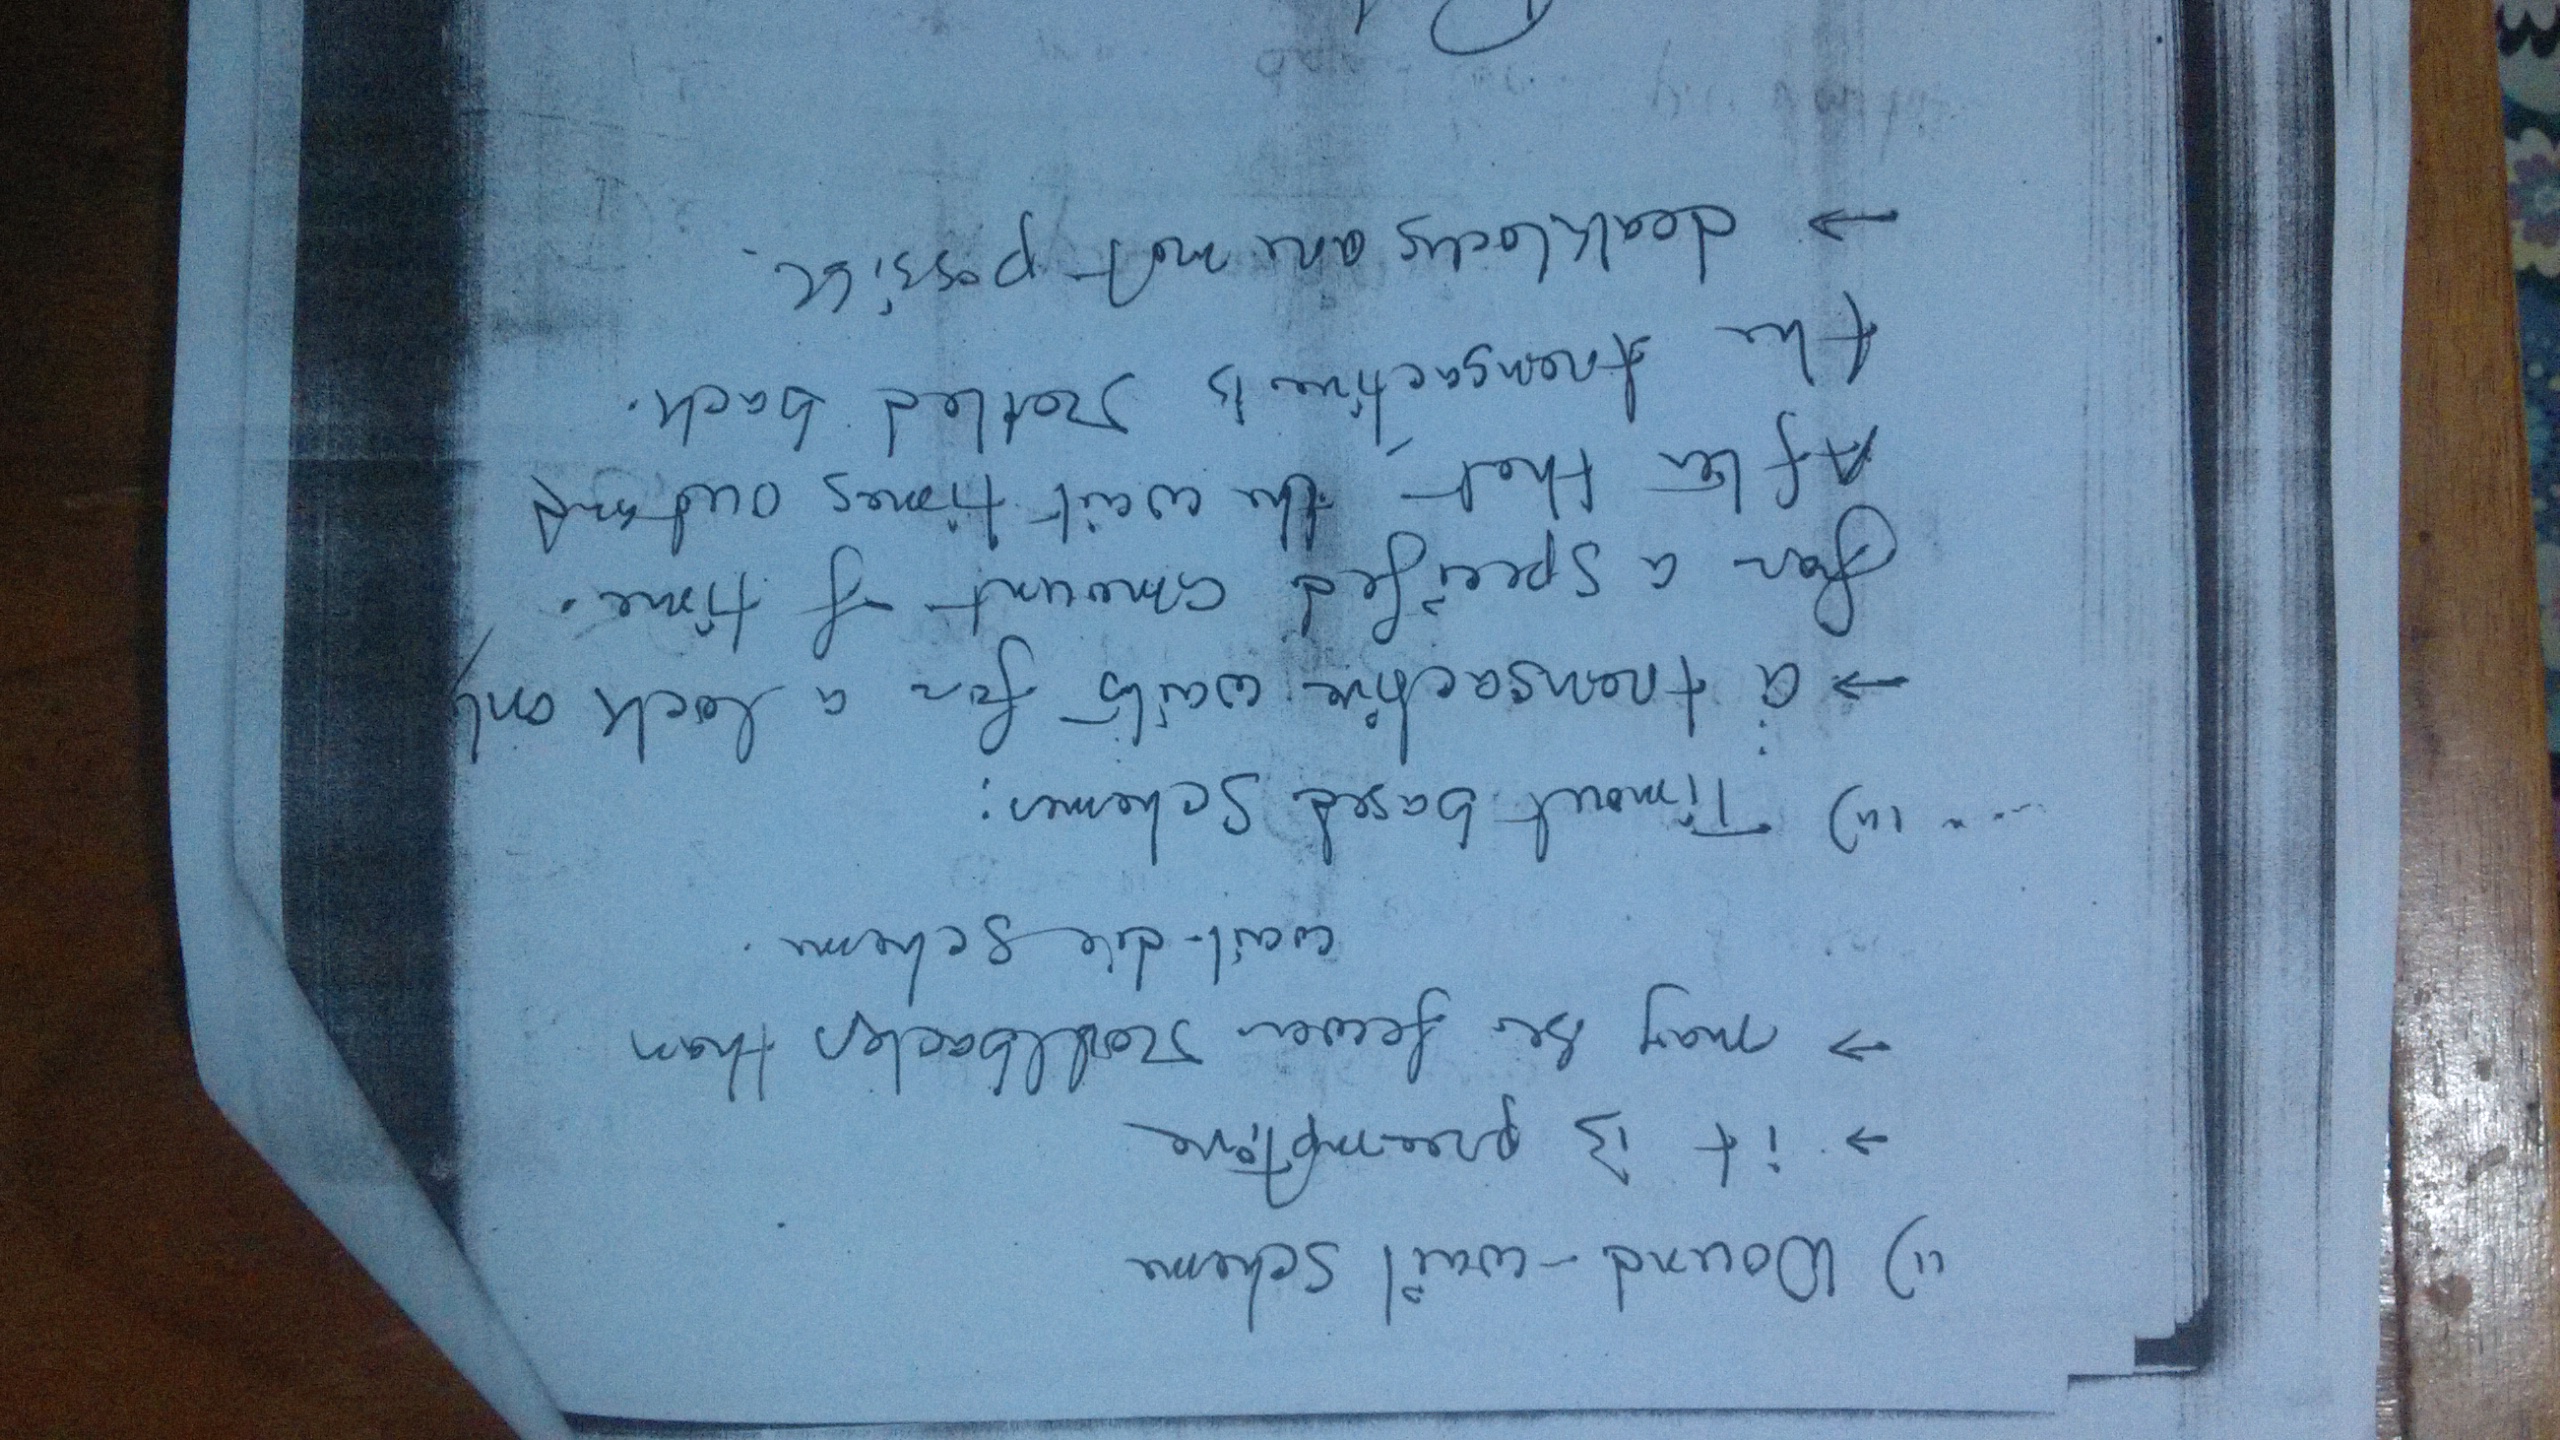 ii) Wound-wait scheme
→ it is preemptive
→ may be fewer rollbacks than
wait-die scheme.
iii) Timout based Scheme:
→ a transaction waits for a lock only
for a specified amount of time.
After that, the wait times out and
the transaction is rolled back.
→ deadlocks are not possible.